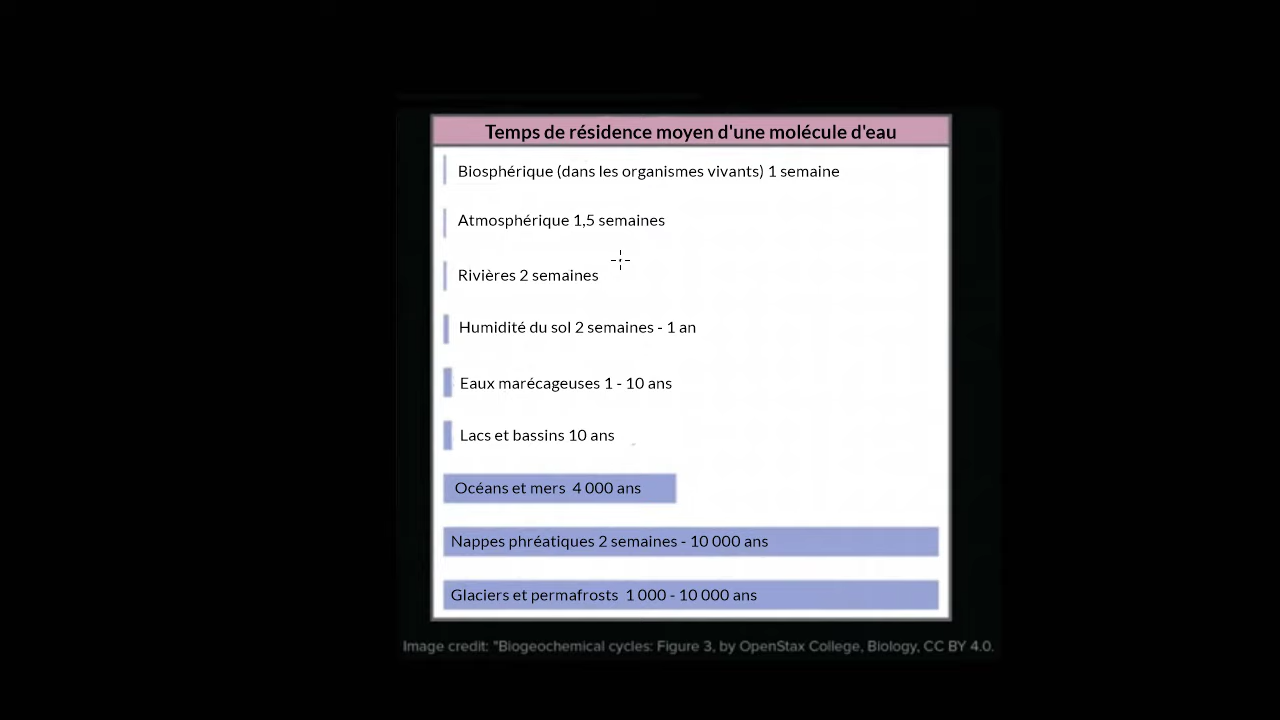 Temps de résidence moyen d'une molécule d'eau
Biosphérique (dans les organismes vivants) 1 semaine
Atmosphérique 1,5 semaines
Rivières 2 semaines
Humidité du sol 2 semaines - 1 an
Eaux marécageuses 1 - 10 ans
Lacs et bassins 10 ans
Océans et mers 4 000 ans
Nappes phréatiques 2 semaines - 10 000 ans
Glaciers et permafrosts 1 000 - 10 000 ans
Image credit: "Biogeochemical cycles: Figure 3, by OpenStax College, Biology, CC BY 4.0.